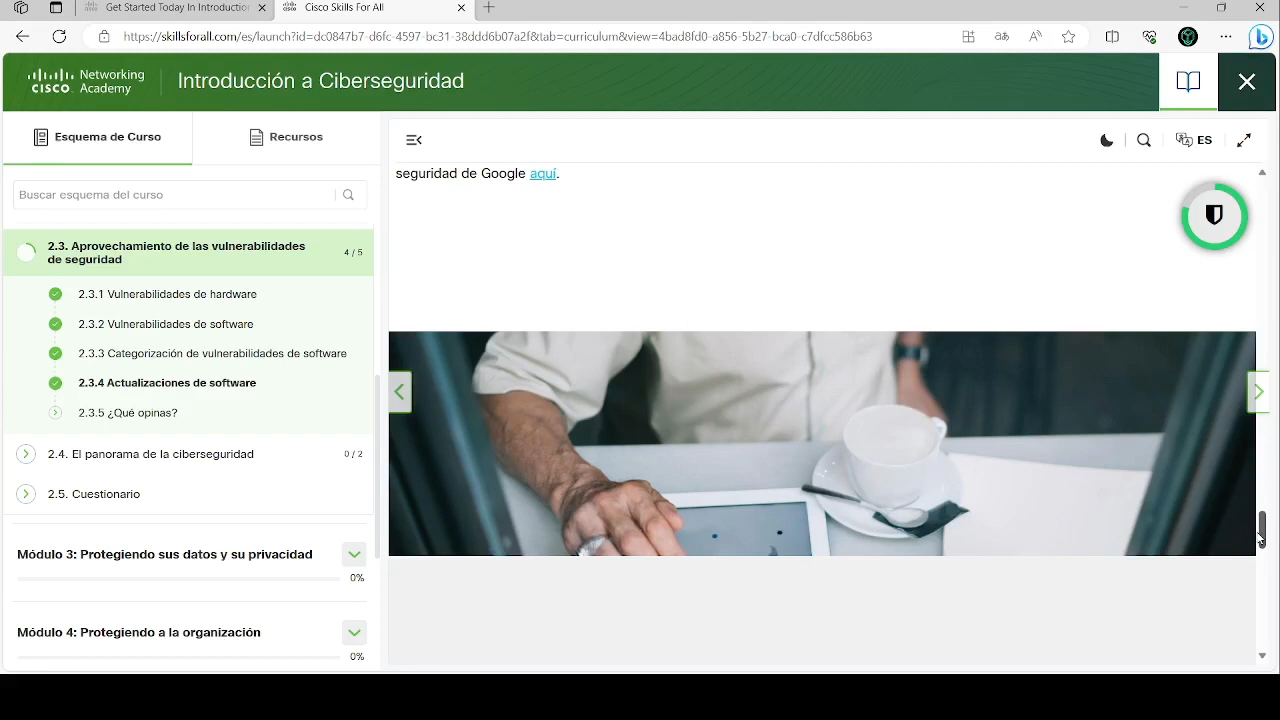 Get Started Today In Introduction
Cisco Skills For All
https://skillsforall.com/es/launch?id=dc0847b7-d6fc-4597-bc31-38ddd6b07a2f&tab=curriculum&view=4bad8fd0-a856-5b27-bca0-c7dfcc586b63
Networking
CISCO Academy
Introducción a Ciberseguridad
Esquema de Curso
Recursos
ES
Buscar esquema del curso
seguridad de Google aquí.
2.3. Aprovechamiento de las vulnerabilidades
de seguridad
4 / 5
2.3.1 Vulnerabilidades de hardware
2.3.2 Vulnerabilidades de software
2.3.3 Categorización de vulnerabilidades de software
2.3.4 Actualizaciones de software
2.3.5 ¿Qué opinas?
2.4. El panorama de la ciberseguridad
0 / 2
2.5. Cuestionario
Módulo 3: Protegiendo sus datos y su privacidad
0%
Módulo 4: Protegiendo a la organización
0%